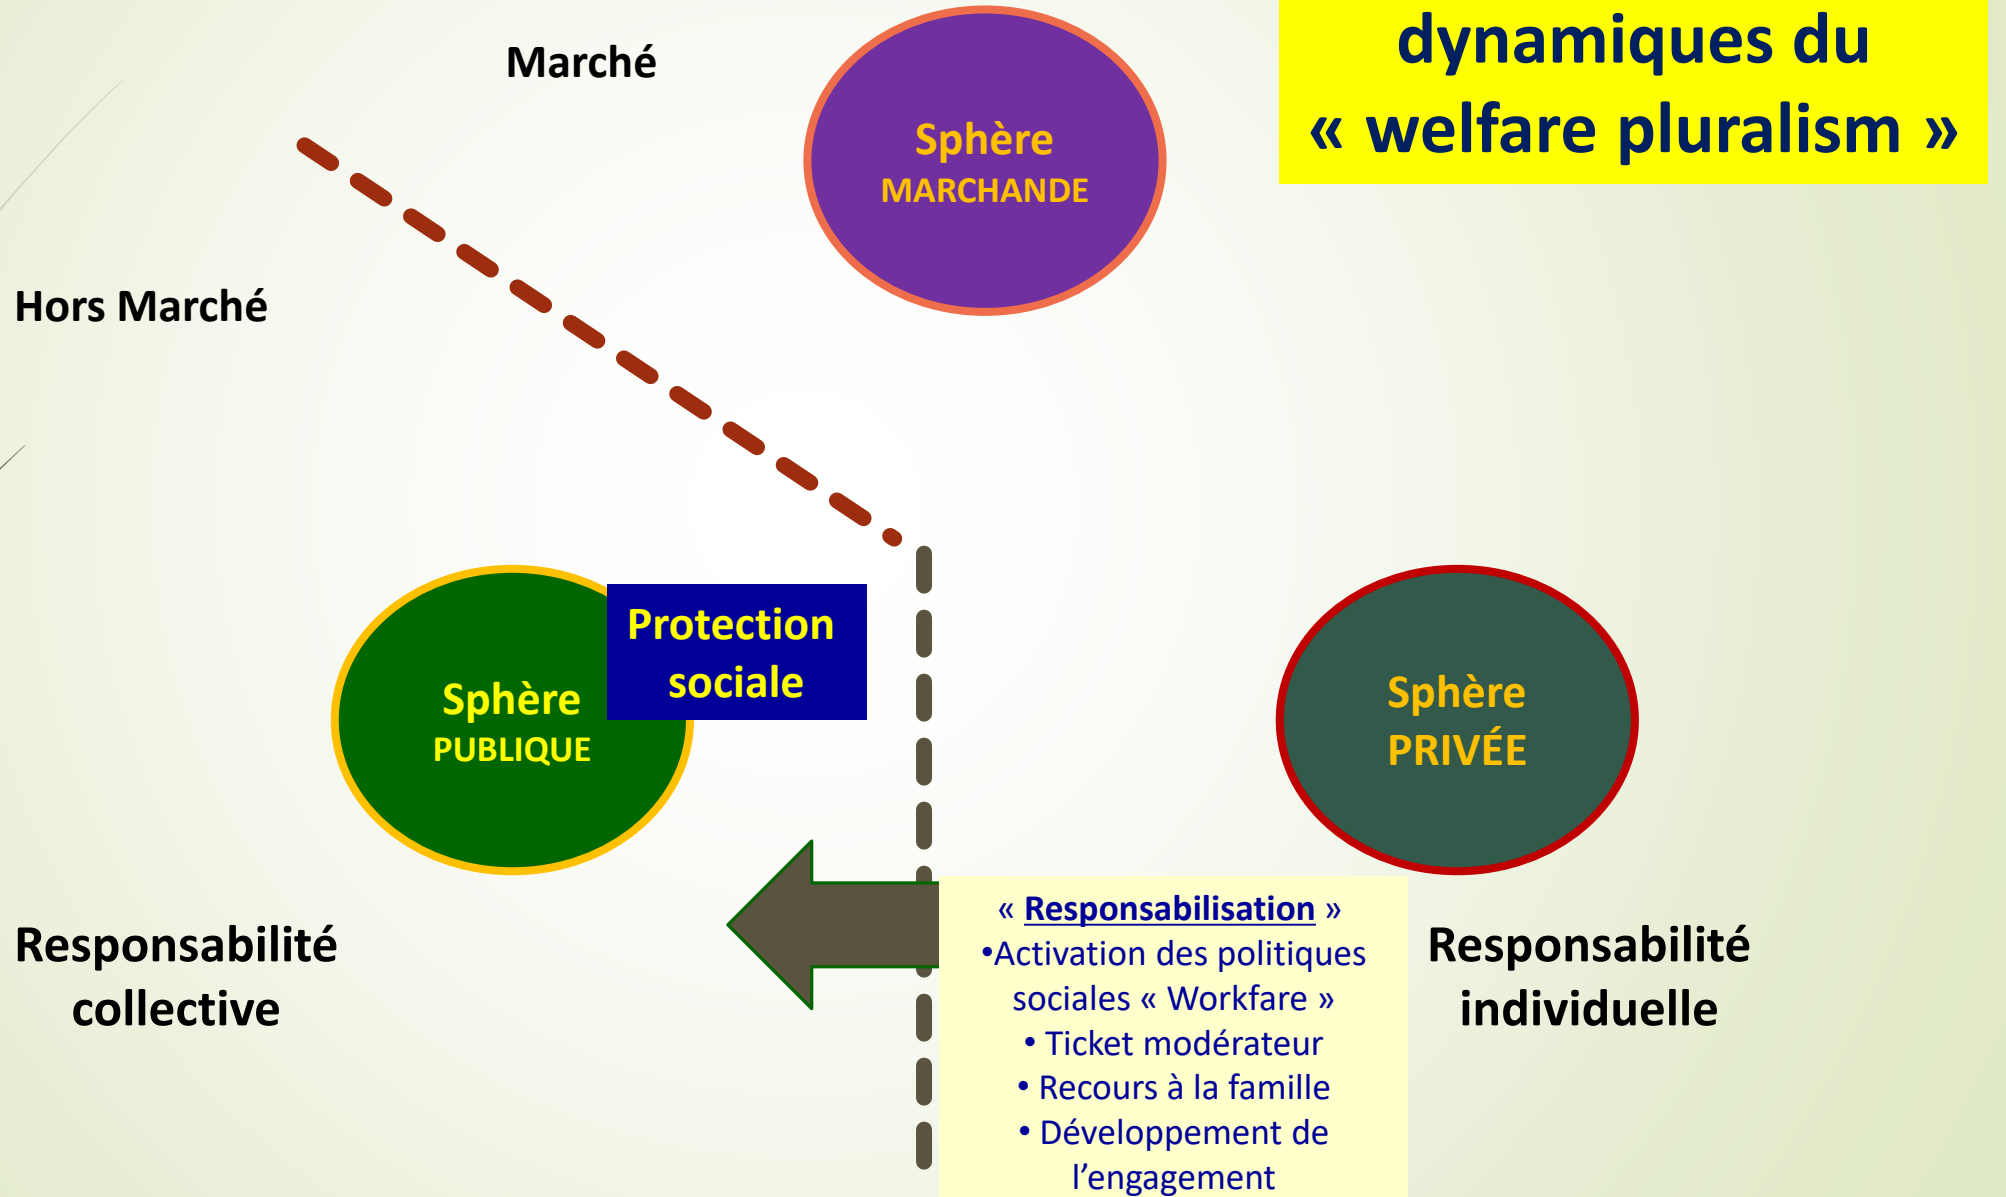 dynamiques du
« welfare pluralism »
Marché
Sphère
MARCHANDE
Hors Marché
Protection
sociale
Sphère
PUBLIQUE
Sphère
PRIVÉE
Responsabilité
collective
« Responsabilisation »
•Activation des politiques
sociales « Workfare »
• Ticket modérateur
• Recours à la famille
• Développement de
l’engagement
Responsabilité
individuelle